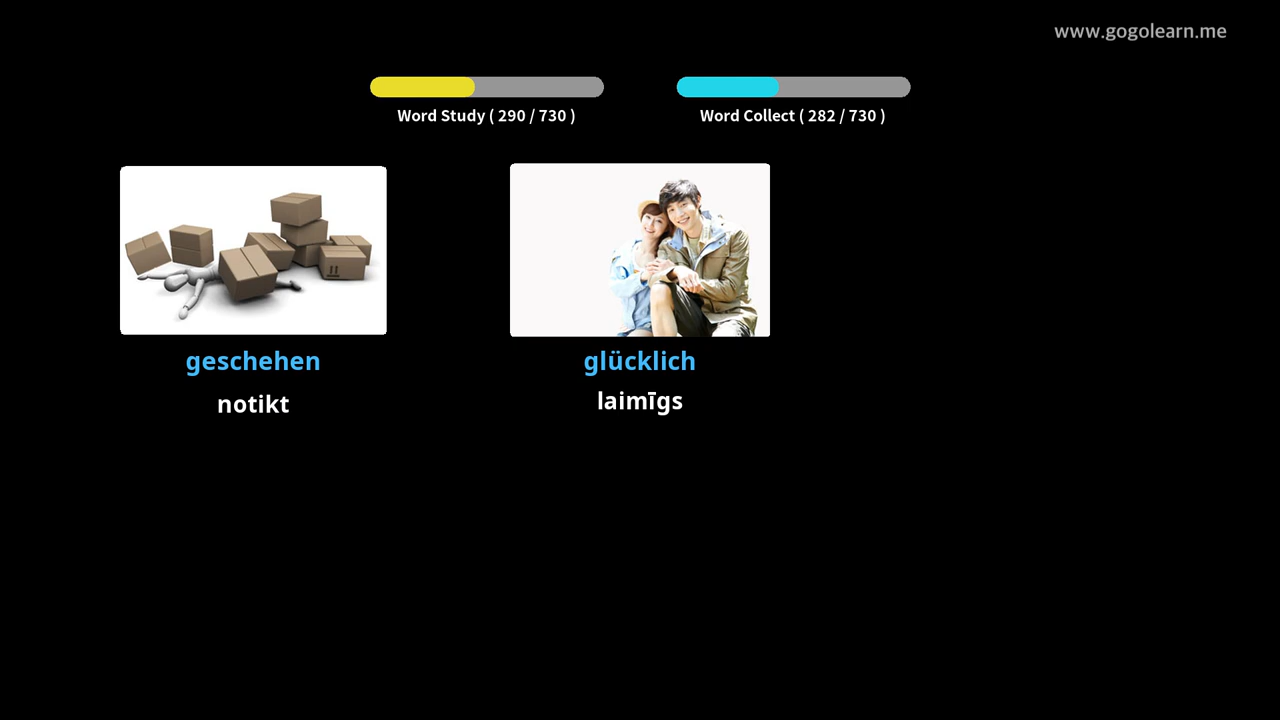 www.gogolearn.me
Word Study ( 290 / 730 )
Word Collect ( 282 / 730 )
geschehen
notikt
glücklich
laimīgs